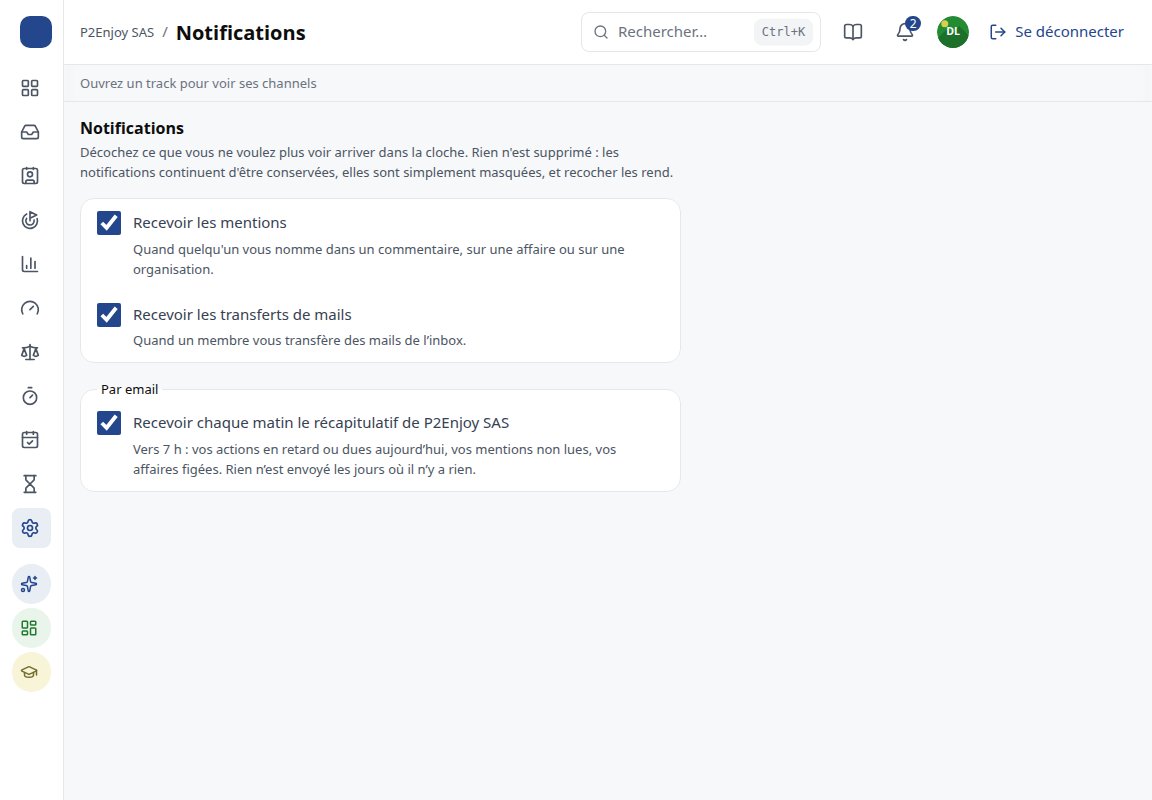 P2Enjoy SAS / Notifications
Rechercher...
Ctrl+K
2
DL
Se déconnecter
Ouvrez un track pour voir ses channels
Notifications
Décochez ce que vous ne voulez plus voir arriver dans la cloche. Rien n'est supprimé : les
notifications continuent d'être conservées, elles sont simplement masquées, et recocher les rend.
Recevoir les mentions
Quand quelqu'un vous nomme dans un commentaire, sur une affaire ou sur une
organisation.
Recevoir les transferts de mails
Quand un membre vous transfère des mails de l’inbox.
Par email
Recevoir chaque matin le récapitulatif de P2Enjoy SAS
Vers 7 h : vos actions en retard ou dues aujourd’hui, vos mentions non lues, vos
affaires figées. Rien n’est envoyé les jours où il n’y a rien.